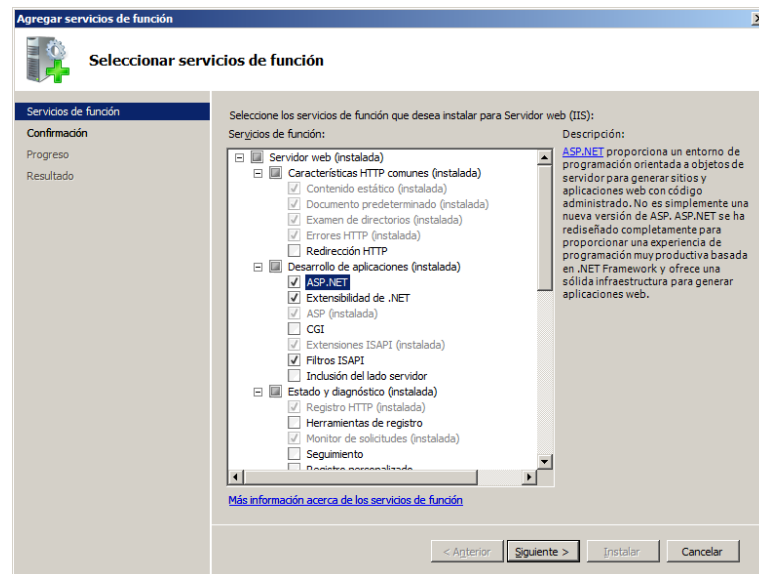 Agregar servicios de función
Seleccionar servicios de función
Servicios de función
Confirmación
Progreso
Resultado
Seleccione los servicios de función que desea instalar para Servidor web (IIS):
Servicios de función:
Servidor web (instalada)
Características HTTP comunes (instalada)
Contenido estático (instalada)
Documento predeterminado (instalada)
Examen de directorios (instalada)
Errores HTTP (instalada)
Redirección HTTP
Desarrollo de aplicaciones (instalada)
ASP.NET
Extensibilidad de .NET
ASP (instalada)
CGI
Extensiones ISAPI (instalada)
Filtros ISAPI
Inclusión del lado servidor
Estado y diagnóstico (instalada)
Registro HTTP (instalada)
Herramientas de registro
Monitor de solicitudes (instalada)
Seguimiento
Registro personalizado
Descripción:
ASP.NET proporciona un entorno de
programación orientada a objetos de
servidor para generar sitios y
aplicaciones web con código
administrado. No es simplemente una
nueva versión de ASP. ASP.NET se ha
rediseñado completamente para
proporcionar una experiencia de
programación muy productiva basada
en .NET Framework y ofrece una
sólida infraestructura para generar
aplicaciones web.
Más información acerca de los servicios de función
< Anterior
Siguiente >
Instalar
Cancelar